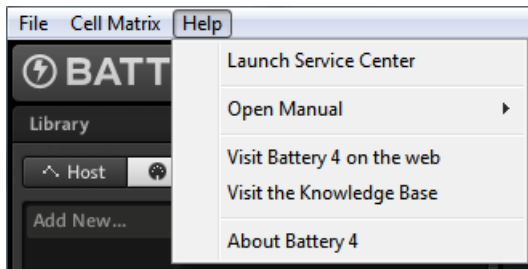 File Cell Matrix Help
BATT
Launch Service Center
Library
Open Manual
Host
Visit Battery 4 on the web
Visit the Knowledge Base
Add New...
About Battery 4